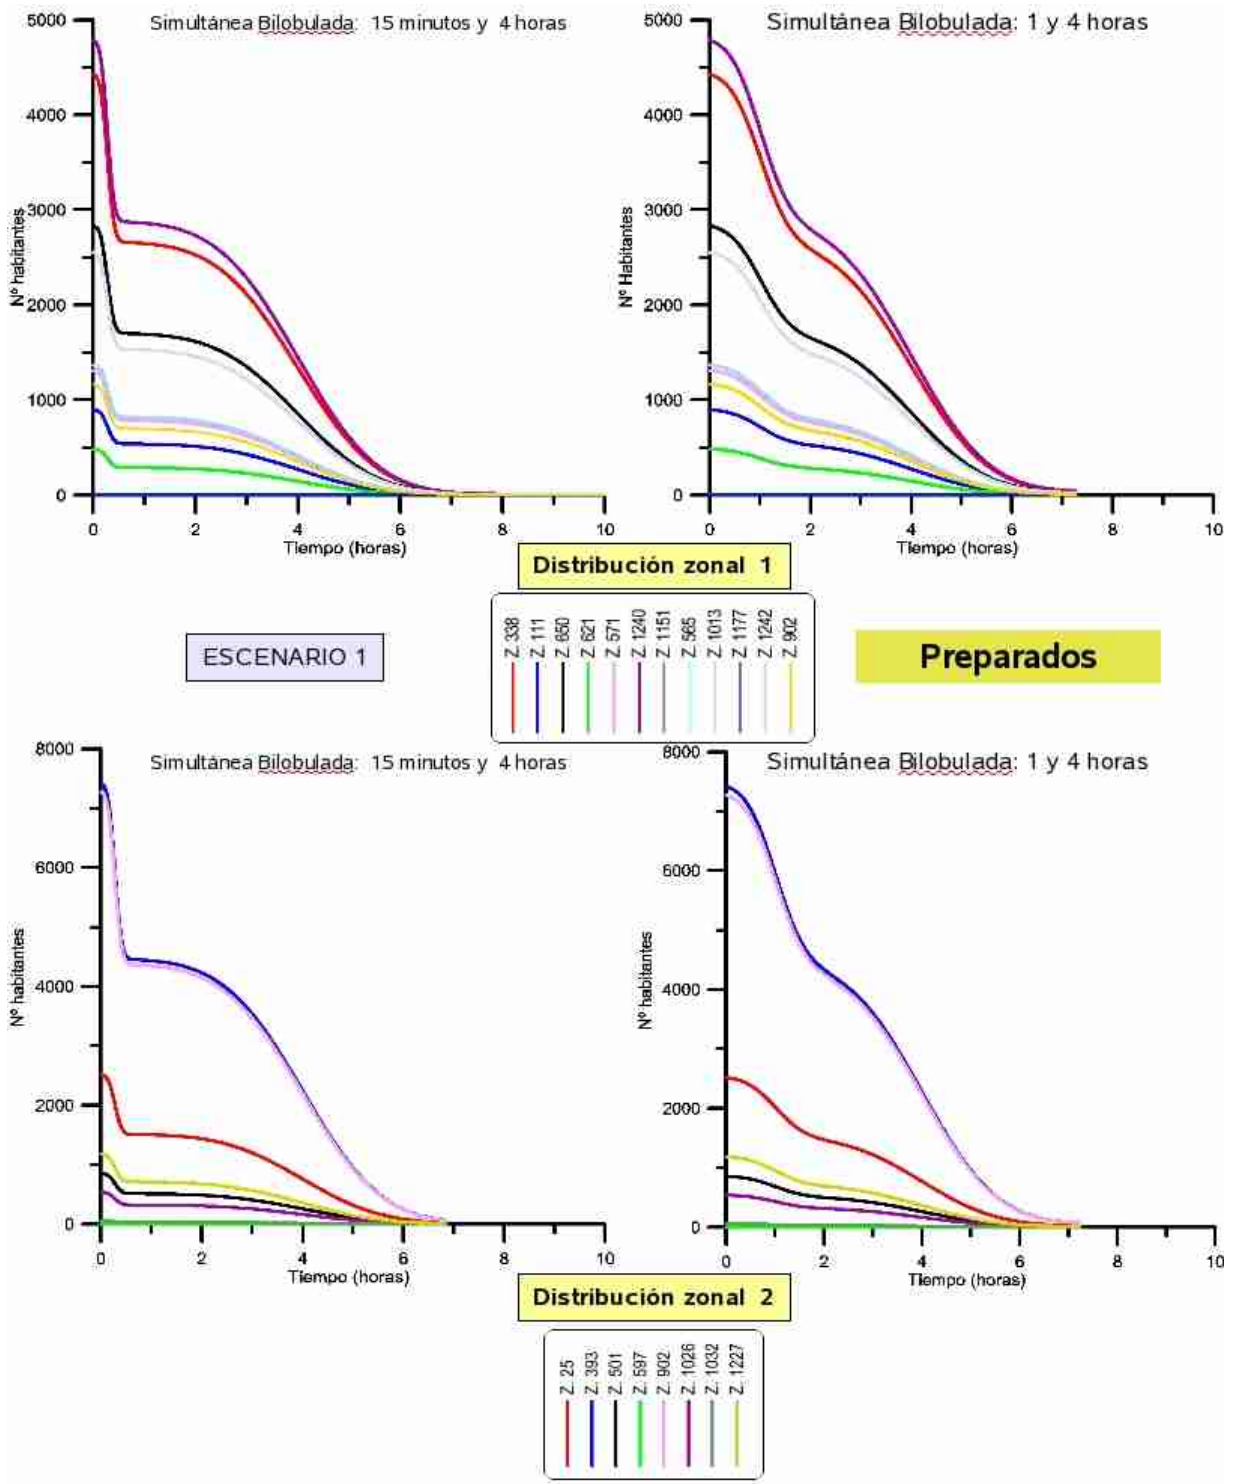 Simultánea Bilobulada: 15 minutos y 4 horas
Simultánea Bilobulada: 1 y 4 horas
5000
4000
3000
2000
1000
0
Nº habitantes
0 2 4 6 8 10
Tiempo (horas)
5000
4000
3000
2000
1000
0
Nº Habitantes
0 2 4 6 8 10
Tiempo (horas)
Distribución zonal 1
ESCENARIO 1
Z. 338
Z. 111
Z. 650
Z. 621
Z. 571
Z. 1240
Z. 1151
Z. 565
Z. 1013
Z. 1177
Z. 1242
Z. 902
Preparados
Simultánea Bilobulada: 15 minutos y 4 horas
Simultánea Bilobulada: 1 y 4 horas
8000
6000
4000
2000
0
Nº habitantes
0 2 4 6 8 10
Tiempo (horas)
8000
6000
4000
2000
0
Nº habitantes
0 2 4 6 8 10
Tiempo (horas)
Distribución zonal 2
Z. 25
Z. 393
Z. 501
Z. 597
Z. 902
Z. 1026
Z. 1032
Z. 1227